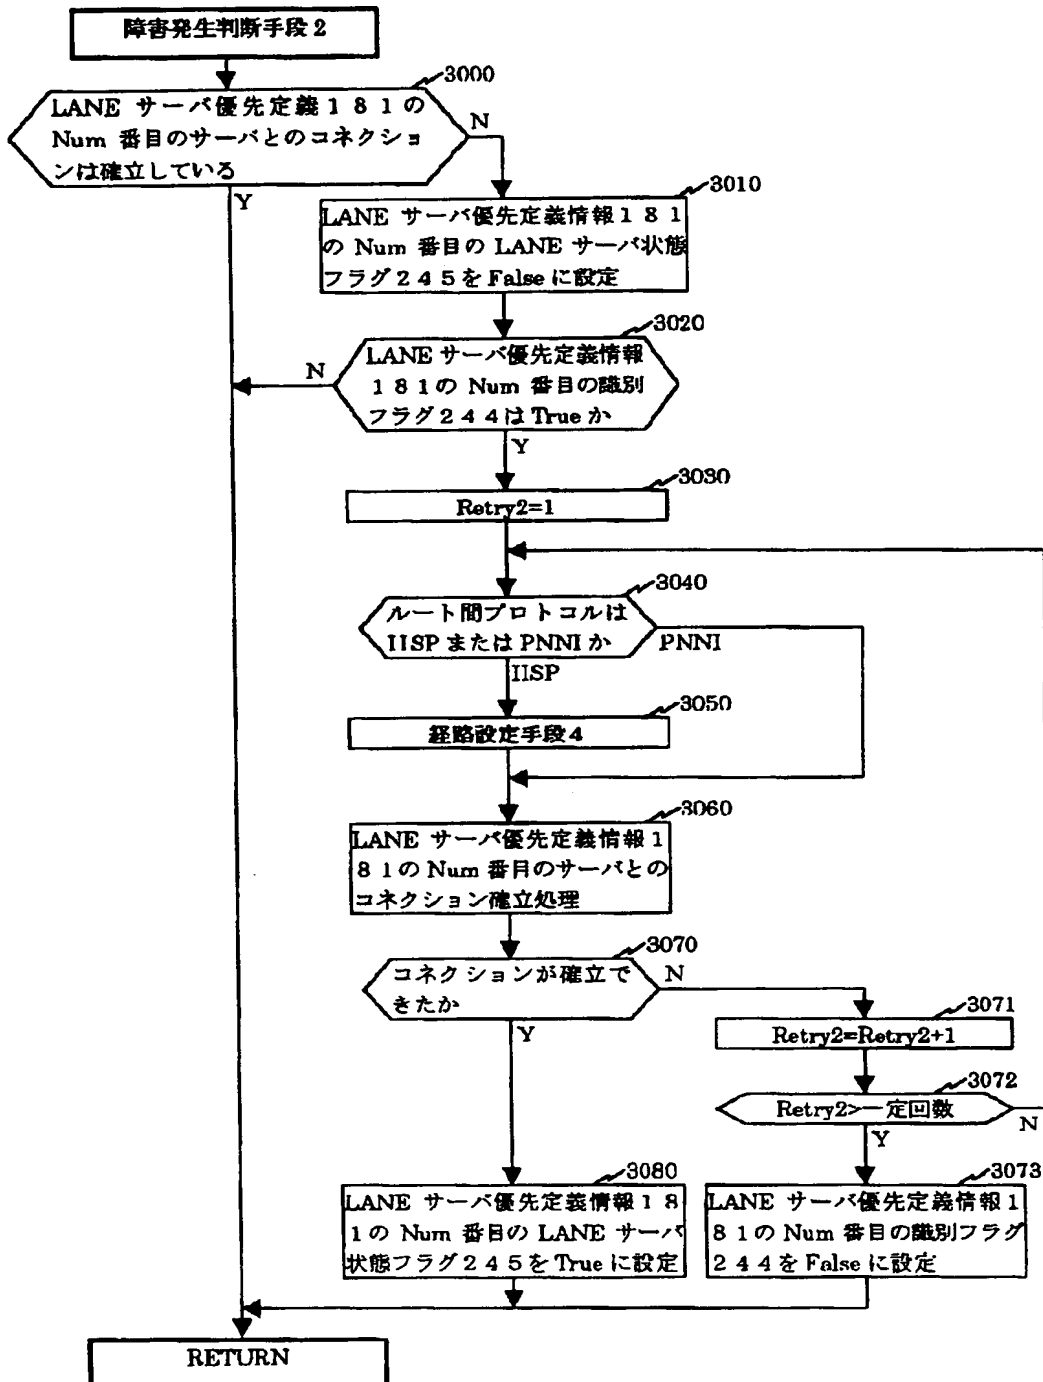 障害発生判断手段2
3000
LANE サーバ優先定義181の
Num 番目のサーバとのコネクショ
ンは確立している
N
Y
3010
LANE サーバ優先定義情報181
の Num 番目の LANE サーバ状態
フラグ245を False に設定
3020
LANE サーバ優先定義情報
181の Num 番目の識別
フラグ244は True か
N
Y
3030
Retry2=1
3040
ルート間プロトコルは
IISP または PNNI か
PNNI
IISP
3050
経路設定手段4
3060
LANE サーバ優先定義情報1
81の Num 番目のサーバとの
コネクション確立処理
3070
コネクションが確立で
きたか
N
Y
3071
Retry2=Retry2+1
3072
Retry2>一定回数
N
Y
3080
LANE サーバ優先定義情報18
1の Num 番目の LANE サーバ
状態フラグ245を True に設定
3073
LANE サーバ優先定義情報1
81の Num 番目の識別フラグ
244を False に設定
RETURN